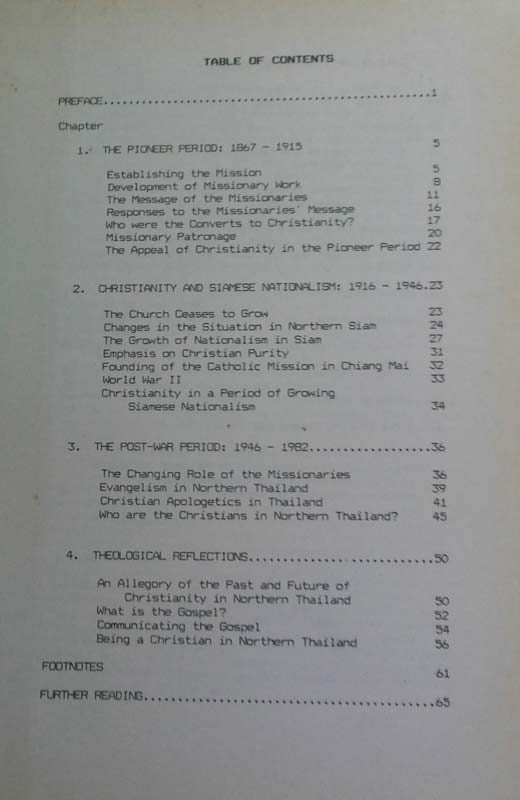 TABLE OF CONTENTS
PREFACE.....................................................1
Chapter
1. THE PIONEER PERIOD: 1867 - 1915 5
Establishing the Mission 5
Development of Missionary Work 8
The Message of the Missionaries 11
Responses to the Missionaries' Message 16
Who were the Converts to Christianity? 17
Missionary Patronage 20
The Appeal of Christianity in the Pioneer Period 22
2. CHRISTIANITY AND SIAMESE NATIONALISM: 1916 - 1946.23
The Church Ceases to Grow 23
Changes in the Situation in Northern Siam 24
The Growth of Nationalism in Siam 27
Emphasis on Christian Purity 31
Founding of the Catholic Mission in Chiang Mai 32
World War II 33
Christianity in a Period of Growing
Siamese Nationalism 34
3. THE POST-WAR PERIOD: 1946 - 1982..................36
The Changing Role of the Missionaries 36
Evangelism in Northern Thailand 39
Christian Apologetics in Thailand 41
Who are the Christians in Northern Thailand? 45
4. THEOLOGICAL REFLECTIONS...........................50
An Allegory of the Past and Future of
Christianity in Northern Thailand 50
What is the Gospel? 52
Communicating the Gospel 54
Being a Christian in Northern Thailand 56
FOOTNOTES 61
FURTHER READING..........................................65